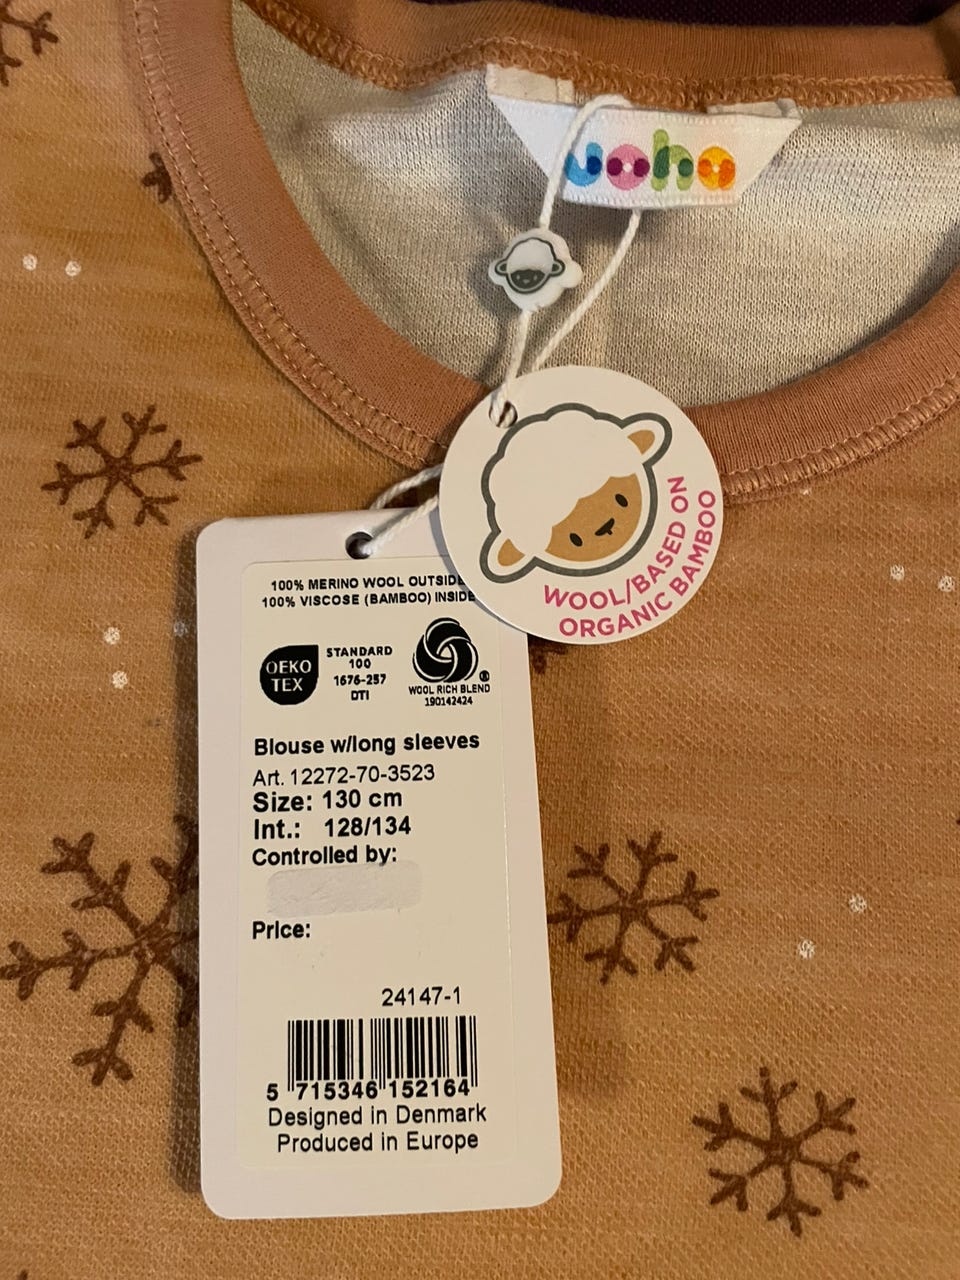 Joha
WOOL/BASED ON
ORGANIC BAMBOO
100% MERINO WOOL OUTSIDE
100% VISCOSE (BAMBOO) INSIDE
OEKO
TEX
STANDARD
100
1676-257
DTI
WOOL RICH BLEND
190142424
Blouse w/long sleeves
Art. 12272-70-3523
Size: 130 cm
Int.: 128/134
Controlled by:
Price:
24147-1
5 715346 152164
Designed in Denmark
Produced in Europe